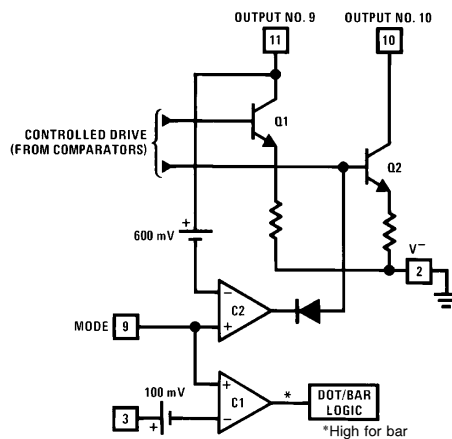 OUTPUT NO. 9
OUTPUT NO. 10
11
10
Q1
CONTROLLED DRIVE
(FROM COMPARATORS)
Q2
+
600 mV
V−
2
−
C2
+
MODE
9
100 mV
+
C1
−
*
DOT/BAR
LOGIC
3
+
*High for bar